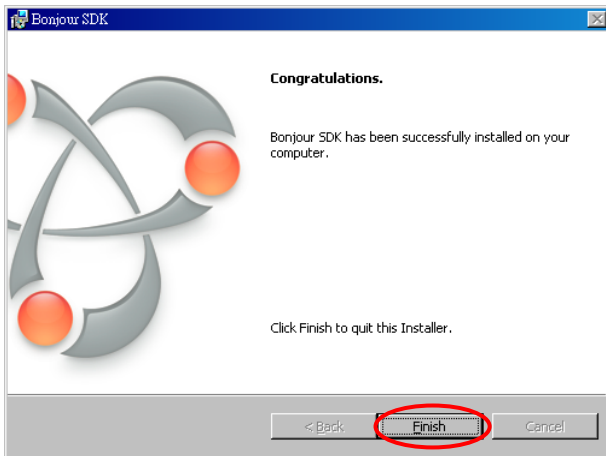 Bonjour SDK
Congratulations.
Bonjour SDK has been successfully installed on your
computer.
Click Finish to quit this Installer.
< Back
Finish
Cancel